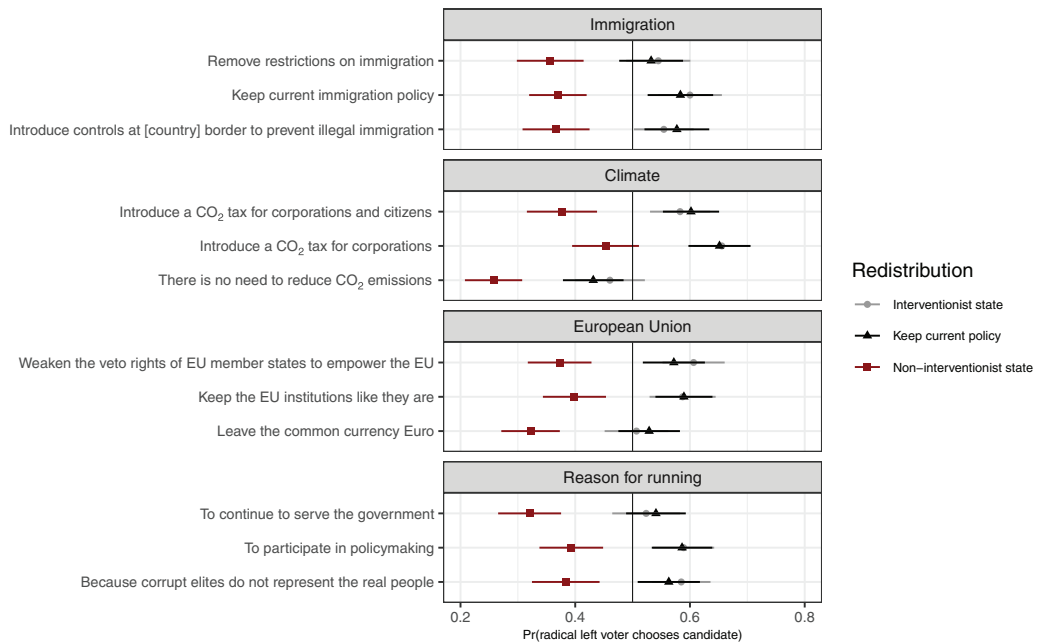 Immigration
Remove restrictions on immigration
Keep current immigration policy
Introduce controls at [country] border to prevent illegal immigration
Climate
Introduce a CO₂ tax for corporations and citizens
Introduce a CO₂ tax for corporations
There is no need to reduce CO₂ emissions
European Union
Weaken the veto rights of EU member states to empower the EU
Keep the EU institutions like they are
Leave the common currency Euro
Reason for running
To continue to serve the government
To participate in policymaking
Because corrupt elites do not represent the real people
0.2 0.4 0.6 0.8
Pr(radical left voter chooses candidate)
Redistribution
Interventionist state
Keep current policy
Non−interventionist state